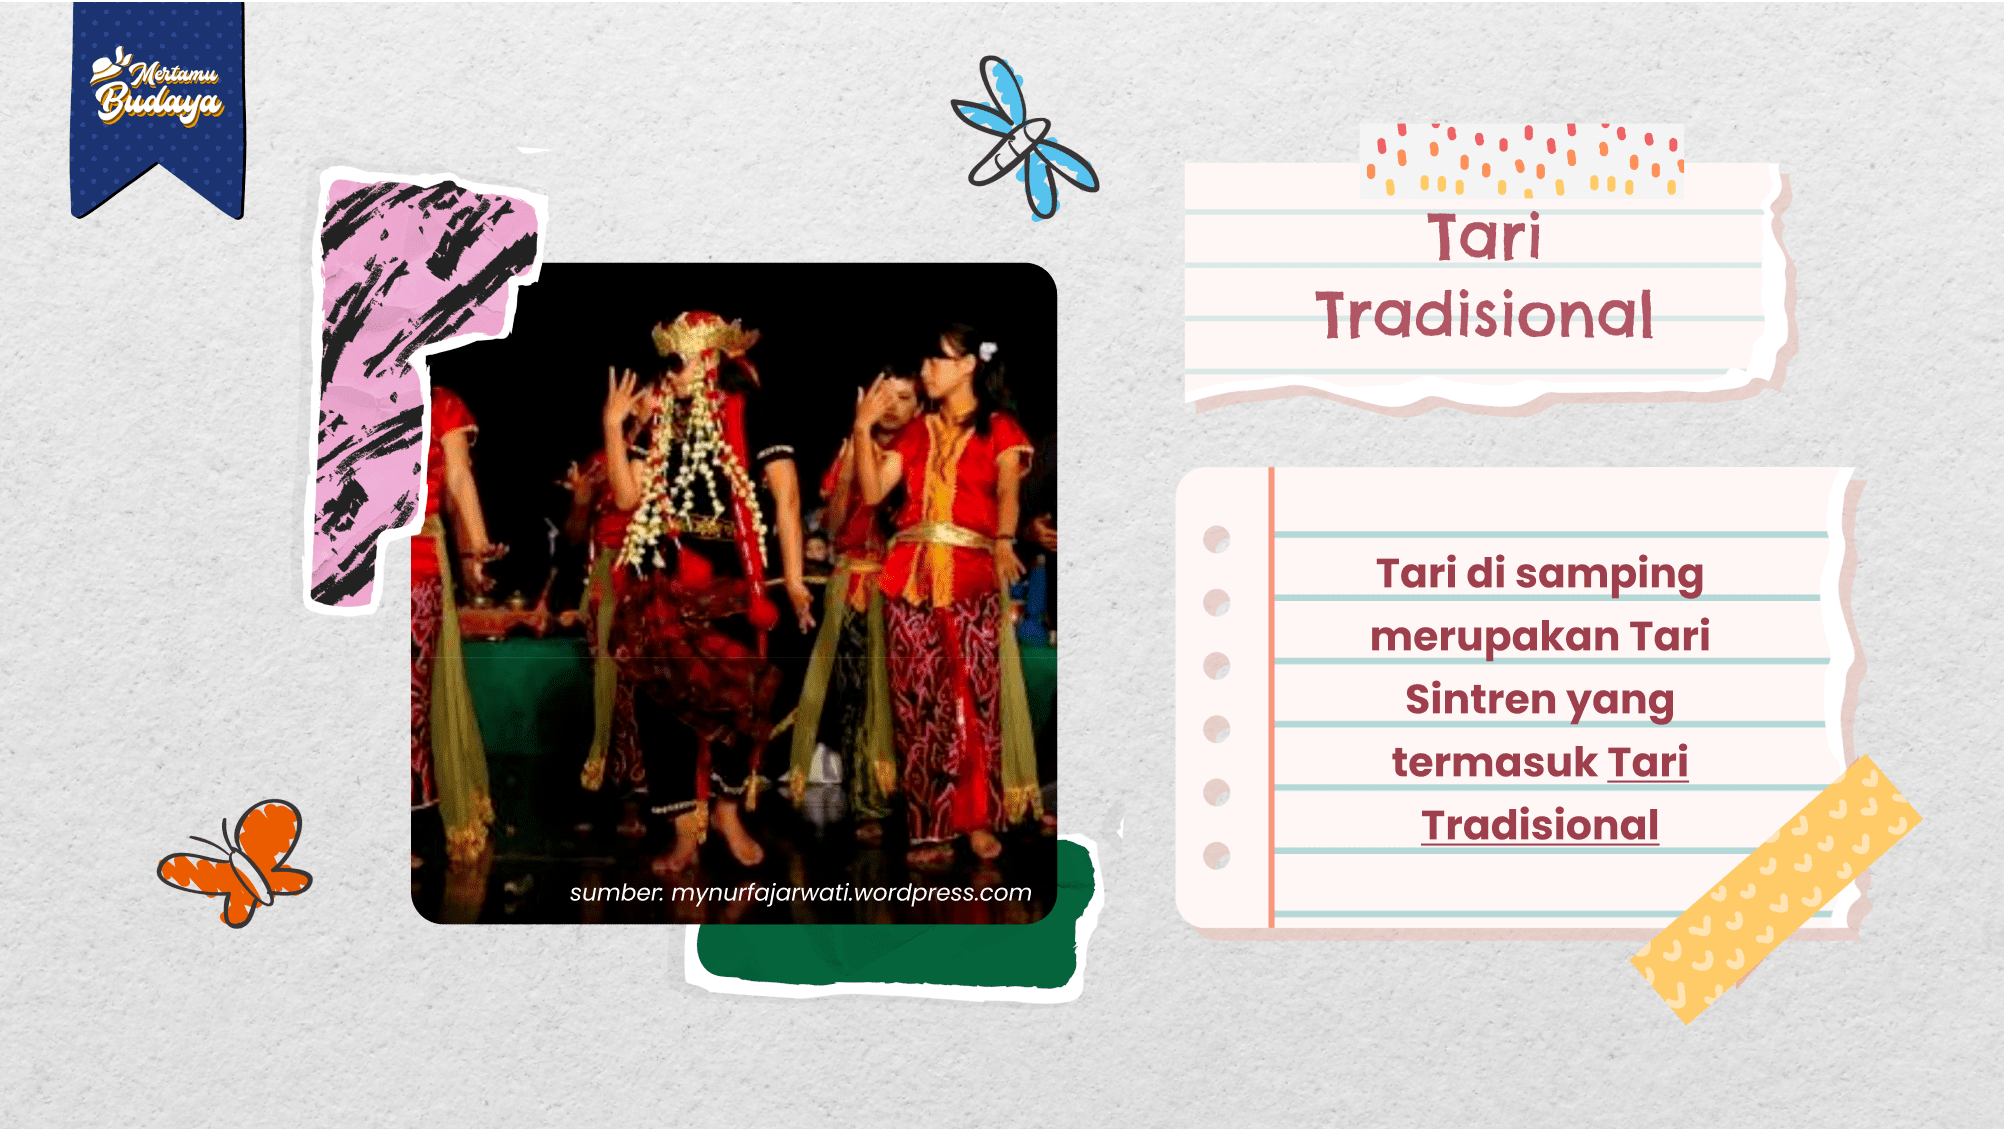 Mertamu
Budaya
Tari
Tradisional
Tari di samping
merupakan Tari
Sintren yang
termasuk Tari
Tradisional
sumber: mynurfajarwati.wordpress.com